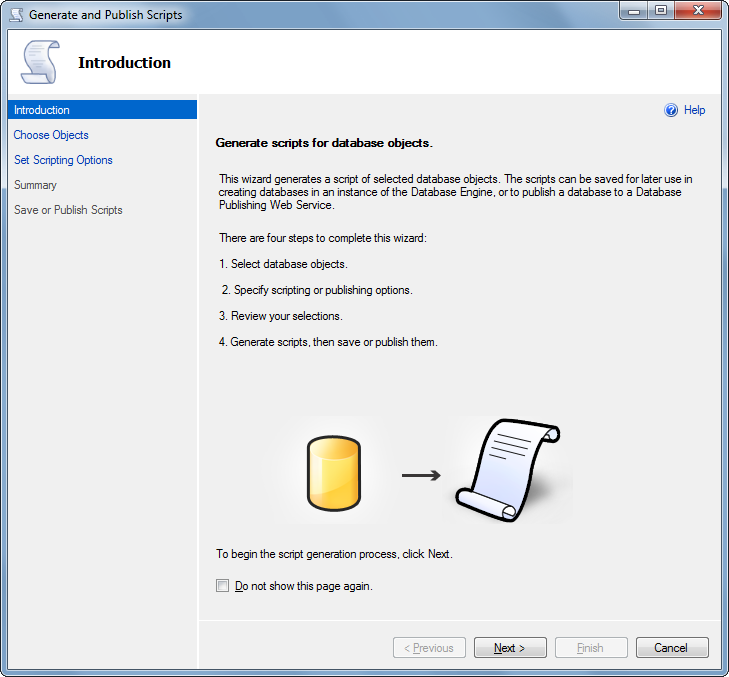 Generate and Publish Scripts
Introduction
Introduction
Choose Objects
Set Scripting Options
Summary
Save or Publish Scripts
Help
Generate scripts for database objects.
This wizard generates a script of selected database objects. The scripts can be saved for later use in
creating databases in an instance of the Database Engine, or to publish a database to a Database
Publishing Web Service.
There are four steps to complete this wizard:
1. Select database objects.
2. Specify scripting or publishing options.
3. Review your selections.
4. Generate scripts, then save or publish them.
To begin the script generation process, click Next.
Do not show this page again.
< Previous
Next >
Finish
Cancel